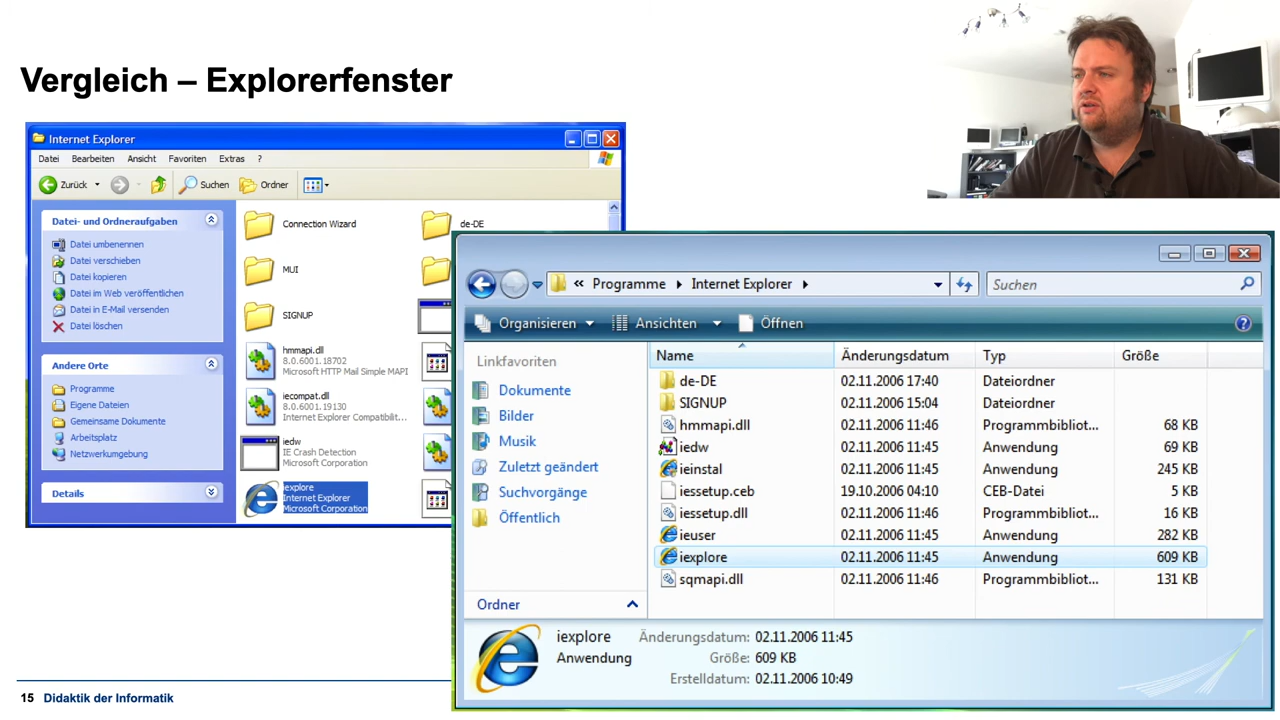 Vergleich – Explorerfenster
Internet Explorer
Datei Bearbeiten Ansicht Favoriten Extras ?
Zurück Suchen Ordner
Datei- und Ordneraufgaben
Datei umbenennen
Datei verschieben
Datei kopieren
Datei im Web veröffentlichen
Datei in E-Mail versenden
Datei löschen
Andere Orte
Programme
Eigene Dateien
Gemeinsame Dokumente
Arbeitsplatz
Netzwerkumgebung
Details
Connection Wizard de-DE
MUI
SIGNUP
hmmapi.dll
8.0.6001.18702
Microsoft HTTP Mail Simple MAPI
iecompat.dll
8.0.6001.19130
Internet Explorer Compatibilit...
iedw
IE Crash Detection
Microsoft Corporation
iexplore
Internet Explorer
Microsoft Corporation
« Programme Internet Explorer Suchen
Organisieren Ansichten Öffnen ?
Linkfavoriten
Dokumente
Bilder
Musik
Zuletzt geändert
Suchvorgänge
Öffentlich
Ordner
Name Änderungsdatum Typ Größe
de-DE 02.11.2006 17:40 Dateiordner
SIGNUP 02.11.2006 15:04 Dateiordner
hmmapi.dll 02.11.2006 11:46 Programmbibliot... 68 KB
iedw 02.11.2006 11:45 Anwendung 69 KB
ieinstal 02.11.2006 11:45 Anwendung 245 KB
iessetup.ceb 19.10.2006 04:10 CEB-Datei 5 KB
iessetup.dll 02.11.2006 11:46 Programmbibliot... 16 KB
ieuser 02.11.2006 11:45 Anwendung 282 KB
iexplore 02.11.2006 11:45 Anwendung 609 KB
sqmapi.dll 02.11.2006 11:46 Programmbibliot... 131 KB
iexplore Änderungsdatum: 02.11.2006 11:45
Anwendung Größe: 609 KB
Erstelldatum: 02.11.2006 10:49
15 Didaktik der Informatik